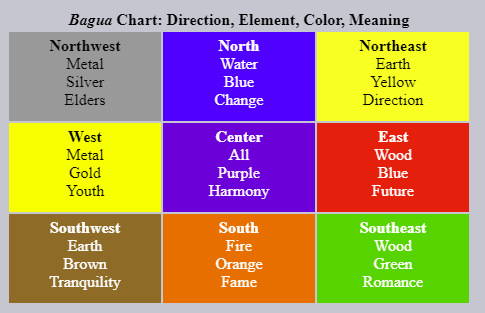 Bagua Chart: Direction, Element, Color, Meaning
Northwest
Metal
Silver
Elders
North
Water
Blue
Change
Northeast
Earth
Yellow
Direction
West
Metal
Gold
Youth
Center
All
Purple
Harmony
East
Wood
Blue
Future
Southwest
Earth
Brown
Tranquility
South
Fire
Orange
Fame
Southeast
Wood
Green
Romance